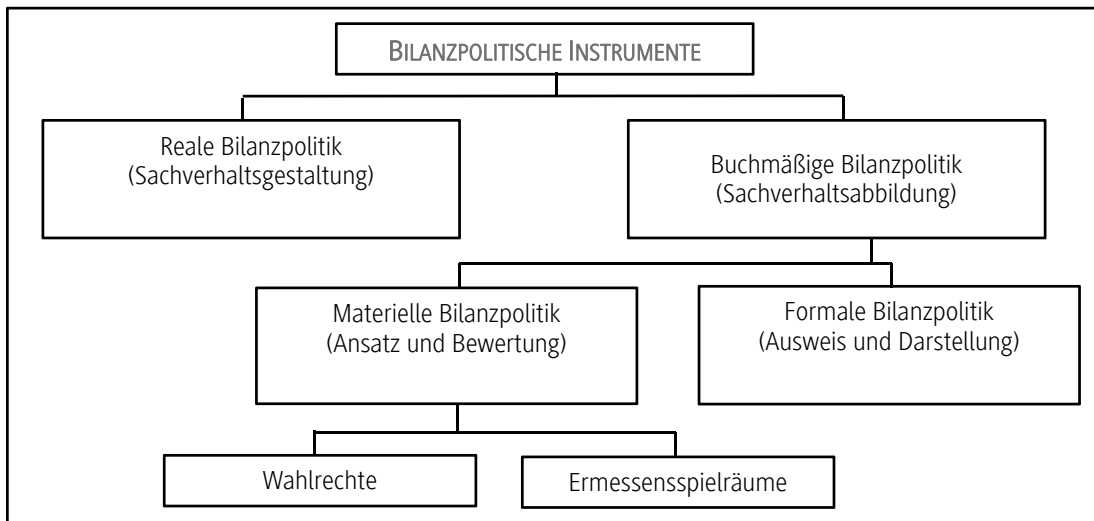 BILANZPOLITISCHE INSTRUMENTE
Reale Bilanzpolitik
(Sachverhaltsgestaltung)
Buchmäßige Bilanzpolitik
(Sachverhaltsabbildung)
Materielle Bilanzpolitik
(Ansatz und Bewertung)
Formale Bilanzpolitik
(Ausweis und Darstellung)
Wahlrechte
Ermessensspielräume